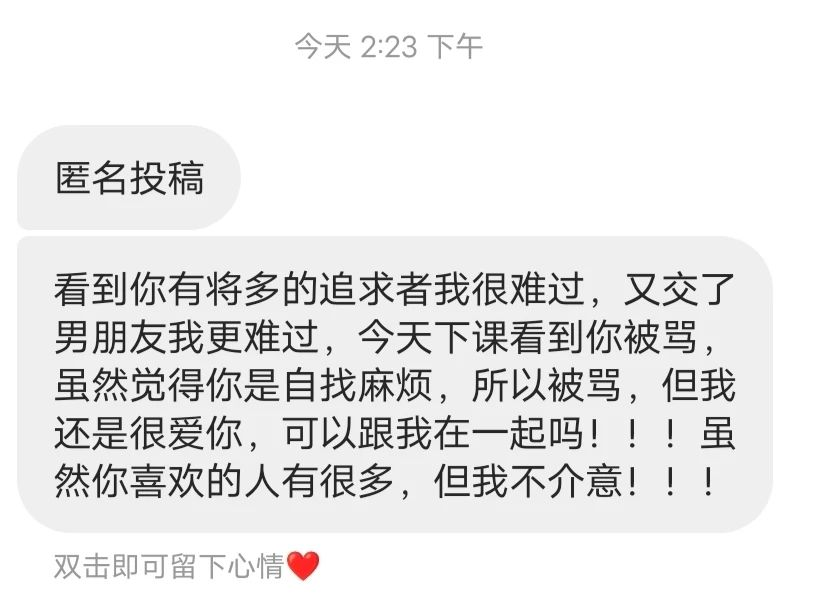 今天 2:23 下午
匿名投稿
看到你有将多的追求者我很难过，又交了
男朋友我更难过，今天下课看到你被骂，
虽然觉得你是自找麻烦，所以被骂，但我
还是很爱你，可以跟我在一起吗！！！虽
然你喜欢的人有很多，但我不介意！！！
双击即可留下心情❤️